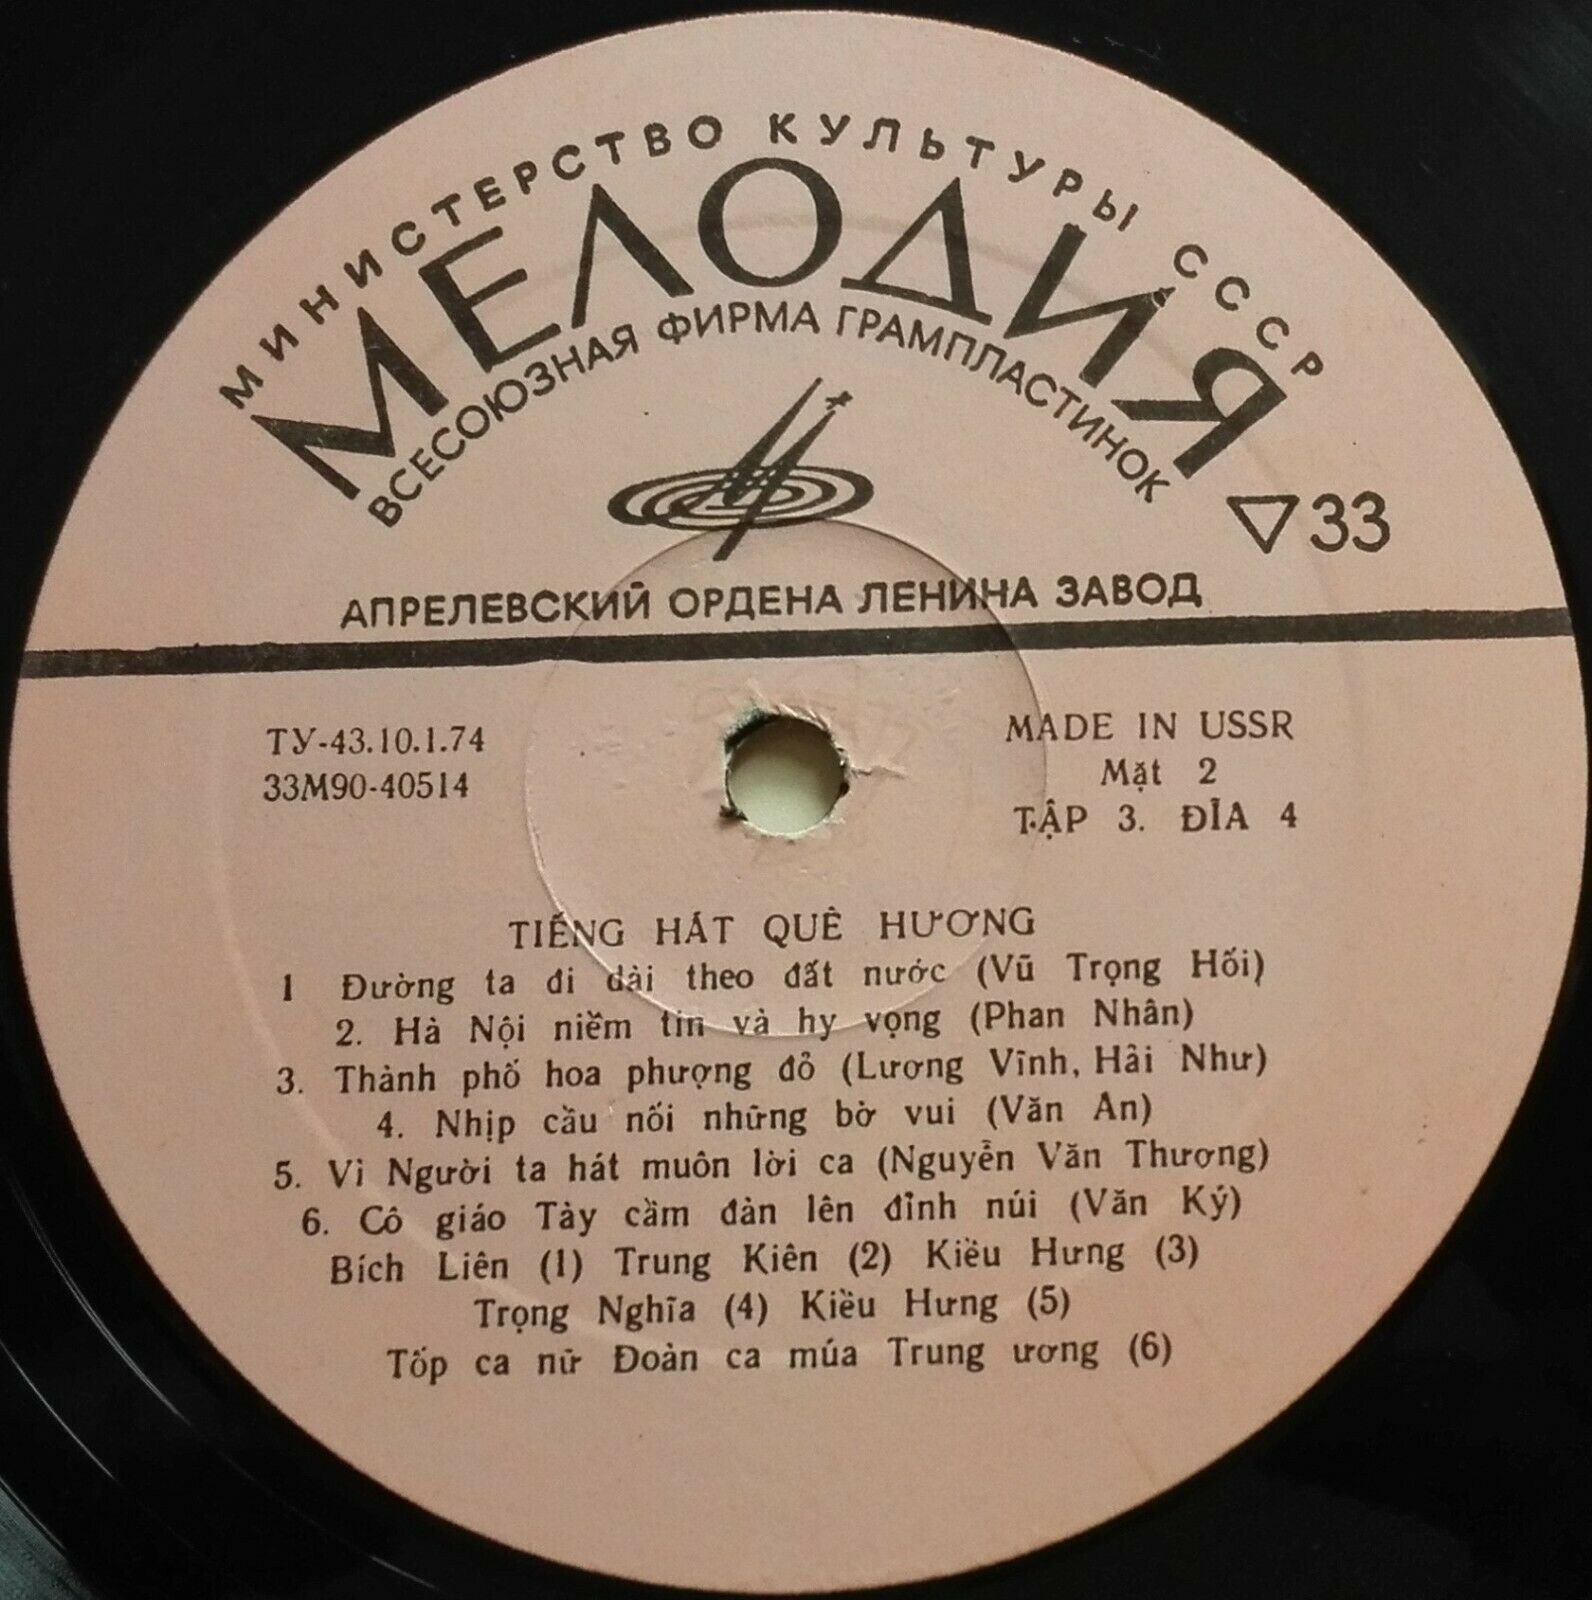 МИНИСТЕРСТВО КУЛЬТУРЫ СССР
МЕЛОДИЯ
ВСЕСОЮЗНАЯ ФИРМА ГРАМПЛАСТИНОК
▽33
АПРЕЛЕВСКИЙ ОРДЕНА ЛЕНИНА ЗАВОД
ТУ-43.10.1.74
33М90-40514
MADE IN USSR
Mặt 2
TẬP 3. ĐĨA 4
TIẾNG HÁT QUÊ HƯƠNG
1 Đường ta đi dài theo đất nước (Vũ Trọng Hối)
2. Hà Nội niềm tin và hy vọng (Phan Nhân)
3. Thành phố hoa phượng đỏ (Lương Vĩnh, Hải Như)
4. Nhịp cầu nối những bờ vui (Văn An)
5. Vì Người ta hát muôn lời ca (Nguyễn Văn Thương)
6. Cô giáo Tày cầm đàn lên đỉnh núi (Văn Ký)
Bích Liên (1) Trung Kiên (2) Kiều Hưng (3)
Trọng Nghĩa (4) Kiều Hưng (5)
Tốp ca nữ Đoàn ca múa Trung ương (6)